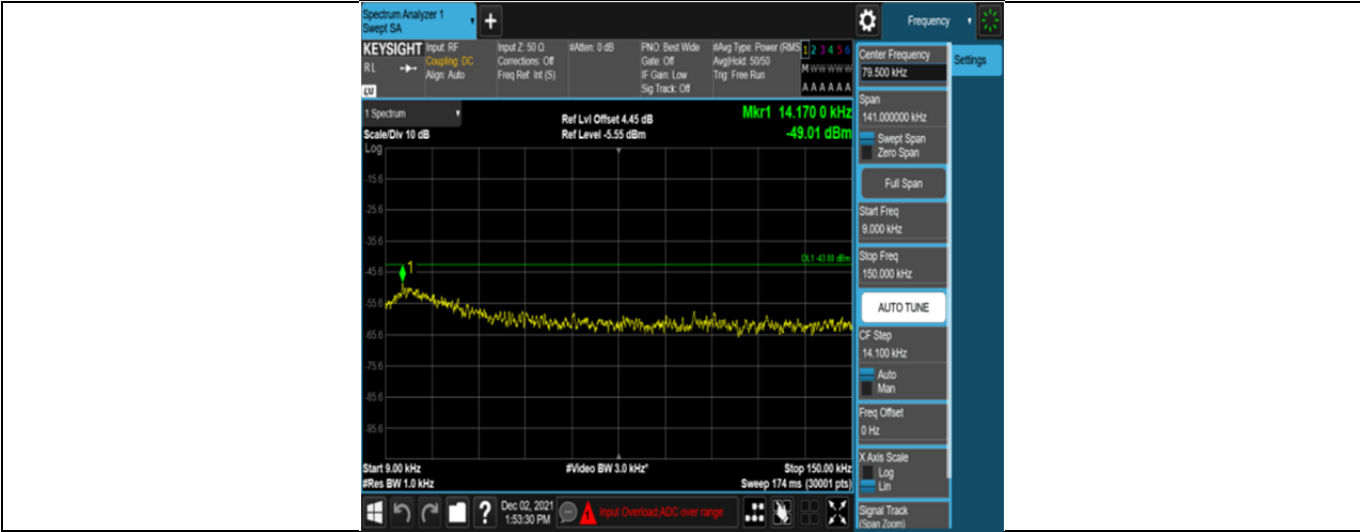 Spectrum Analyzer 1
Swept SA
Frequency
KEYSIGHT
RL
Input: RF
Coupling: DC
Align: Auto
Input Z: 50 Ω
Corrections: Off
Freq Ref: Int (S)
#Atten: 0 dB
PNO: Best Wide
Gate: Off
IF Gain: Low
Sig Track: Off
#Avg Type: Power (RMS
Avg|Hold: 50/50
Trig: Free Run
1 2 3 4 5 6
M W W W W W
A A A A A A
1 Spectrum
Scale/Div 10 dB
Log
Ref Lvl Offset 4.45 dB
Ref Level -5.55 dBm
Mkr1 14.170 0 kHz
-49.01 dBm
-15.6
-25.6
-35.6
-45.6
-55.6
-65.6
-75.6
-85.6
-95.6
1
DL1 -43.00 dBm
Start 9.00 kHz
#Res BW 1.0 kHz
#Video BW 3.0 kHz*
Stop 150.00 kHz
Sweep 174 ms (30001 pts)
Center Frequency
79.500 kHz
Settings
Span
141.000000 kHz
Swept Span
Zero Span
Full Span
Start Freq
9.000 kHz
Stop Freq
150.000 kHz
AUTO TUNE
CF Step
14.100 kHz
Auto
Man
Freq Offset
0 Hz
X Axis Scale
Log
Lin
Signal Track
(Span Zoom)
Dec 02, 2021
1:53:30 PM
Input Overload;ADC over range